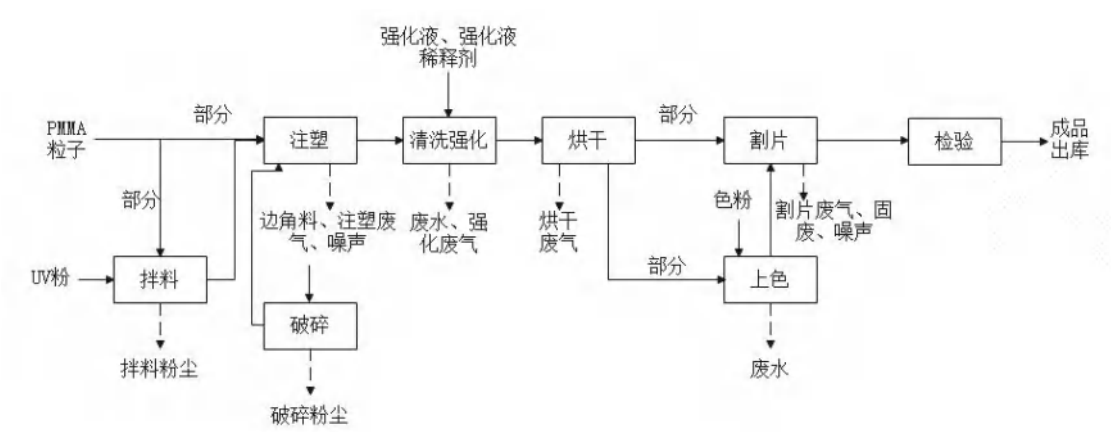 强化液、强化液
稀释剂
部分
PMMA
粒子
注塑
清洗强化
烘干
部分
割片
检验
成品
出库
部分
边角料、注塑废
气、噪声
废水、强
化废气
烘干
废气
色粉
割片废气、固
废、噪声
UV粉
拌料
部分
上色
破碎
拌料粉尘
废水
破碎粉尘